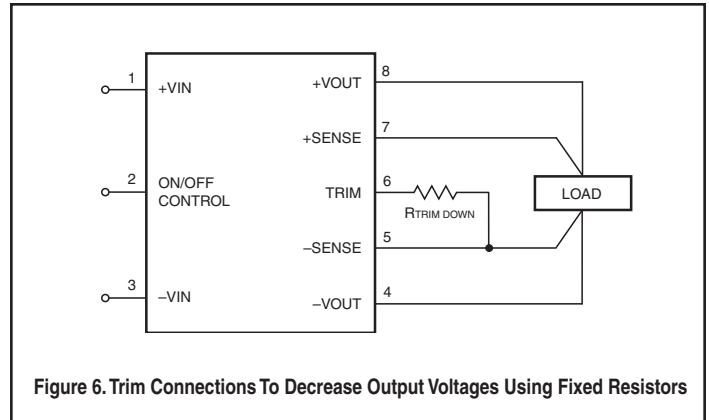 1 +VIN +VOUT 8
+SENSE 7
2 ON/OFF
CONTROL
TRIM 6
RTRIM DOWN
LOAD
–SENSE 5
3 –VIN
–VOUT 4
Figure 6. Trim Connections To Decrease Output Voltages Using Fixed Resistors